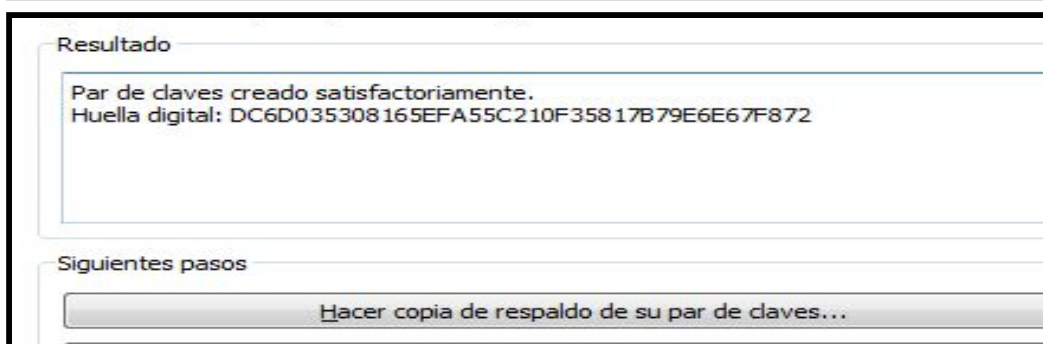 Resultado
Par de claves creado satisfactoriamente.
Huella digital: DC6D035308165EFA55C210F35817B79E6E67F872
Siguientes pasos
Hacer copia de respaldo de su par de claves...